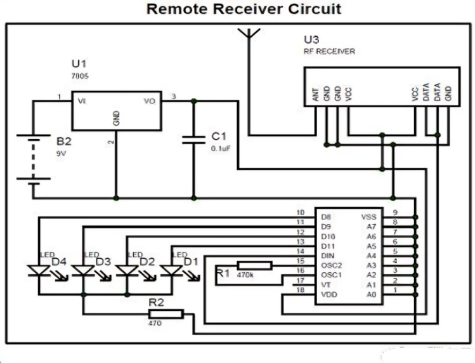 Remote Receiver Circuit
U1
7805
U3
RF RECEIVER
1 VI VO 3
GND
2
ANT GND GND VCC VCC DATA DATA GND
B2
9V
C1
0.1uF
10 D8 VSS 9
11 D9 A7 8
12 D10 A6 7
13 D11 A5 6
14 DIN A4 5
15 OSC2 A3 4
16 OSC1 A2 3
17 VT A1 2
18 VDD A0 1
LED LED LED LED
D4 D3 D2 D1
R1 470k
R2
470